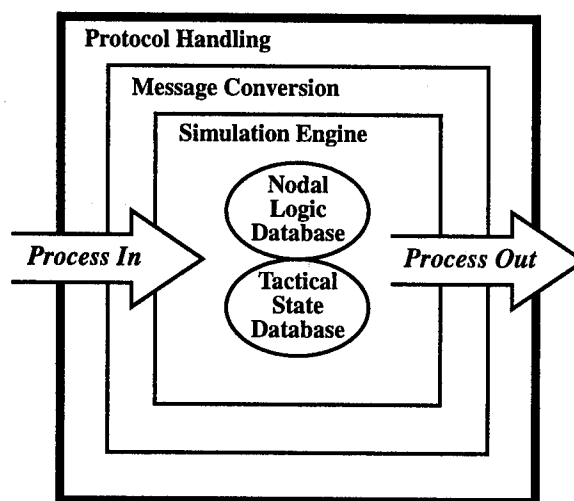 Protocol Handling
Message Conversion
Simulation Engine
Nodal
Logic
Database
Process In
Process Out
Tactical
State
Database